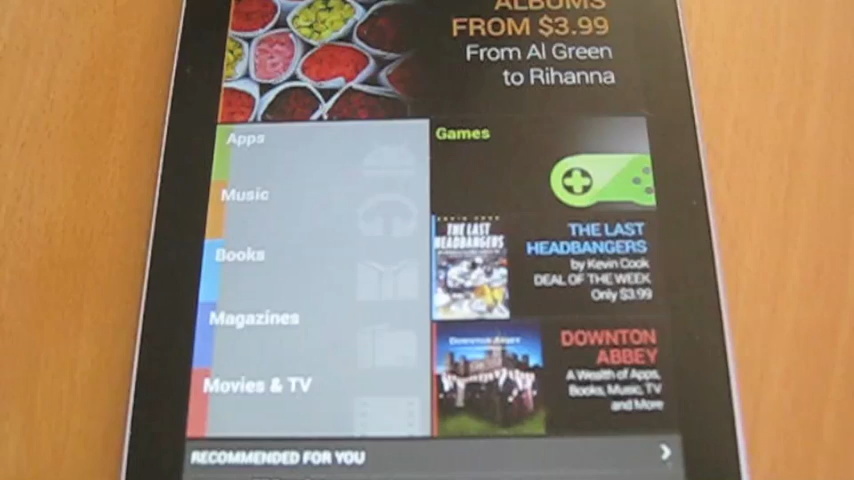 ALBUMS
FROM $3.99
From Al Green
to Rihanna
Apps
Music
Books
Magazines
Movies & TV
Games
THE LAST
HEADBANGERS
THE LAST
HEADBANGERS
by Kevin Cook
DEAL OF THE WEEK
Only $3.99
DOWNTON ABBEY
DOWNTON
ABBEY
A Wealth of Apps,
Books, Music, TV
and More
RECOMMENDED FOR YOU